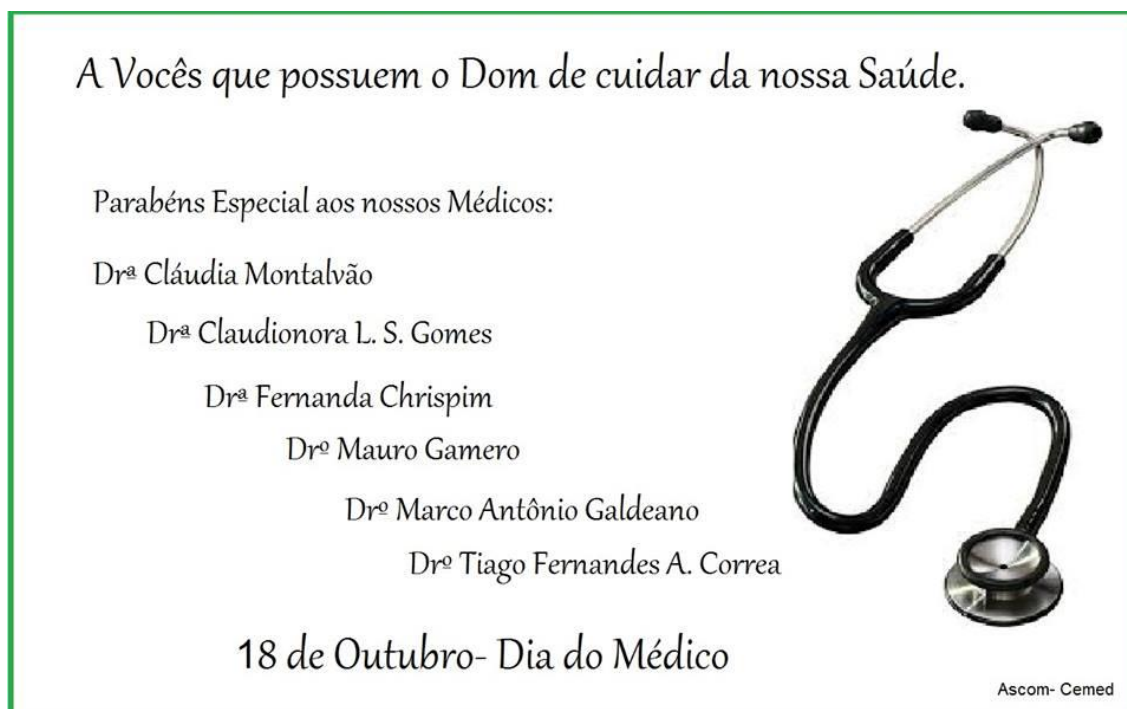 A Vocês que possuem o Dom de cuidar da nossa Saúde.
Parabéns Especial aos nossos Médicos:
Drª Cláudia Montalvão
Drª Claudionora L. S. Gomes
Drª Fernanda Chrispim
Drº Mauro Gamero
Drº Marco Antônio Galdeano
Drº Tiago Fernandes A. Correa
18 de Outubro- Dia do Médico
Ascom- Cemed